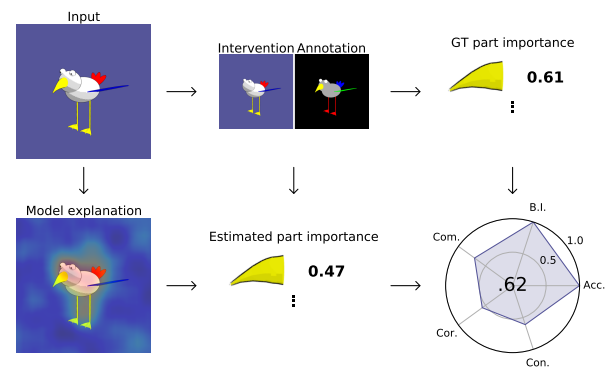 Input
Intervention Annotation
GT part importance
0.61
Model explanation
Estimated part importance
0.47
B.I.
1.0
Com.
0.5
.62
Acc.
Cor.
Con.